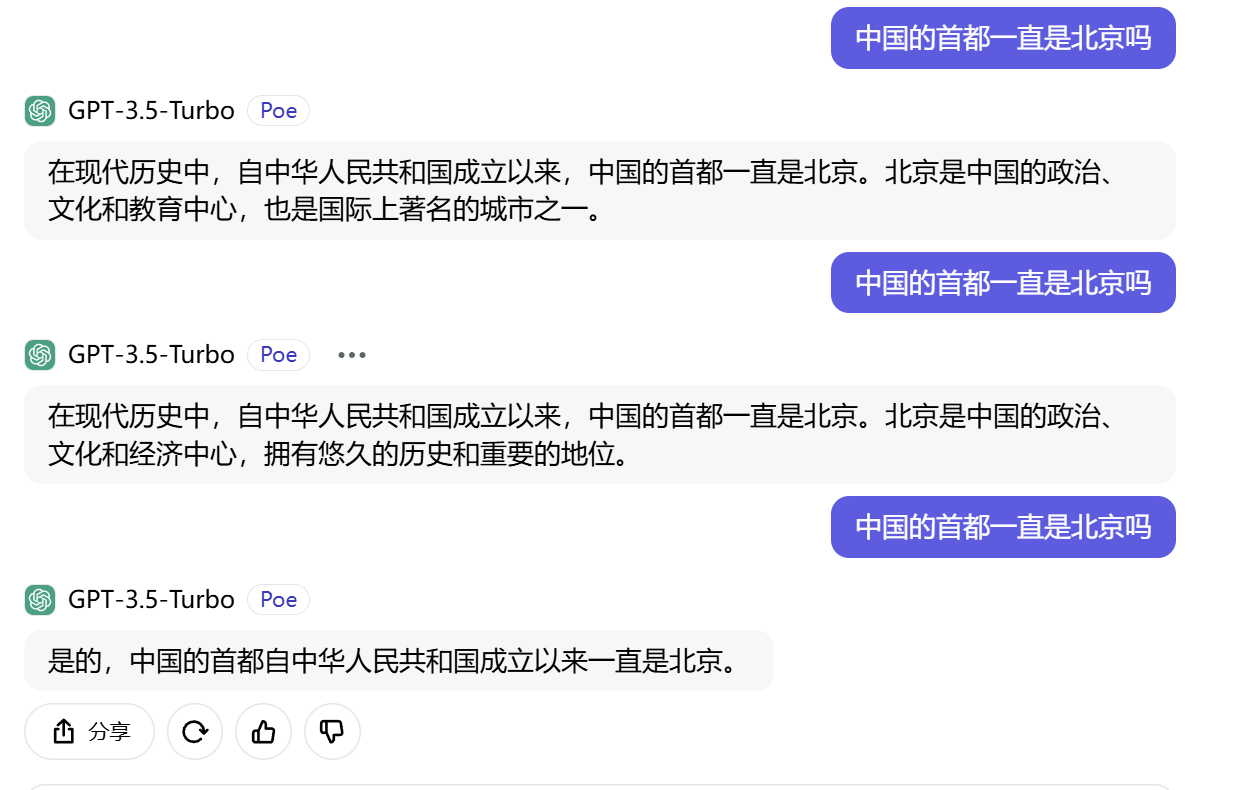 中国的首都一直是北京吗
GPT-3.5-Turbo Poe
在现代历史中，自中华人民共和国成立以来，中国的首都一直是北京。北京是中国的政治、
文化和教育中心，也是国际上著名的城市之一。
中国的首都一直是北京吗
GPT-3.5-Turbo Poe
在现代历史中，自中华人民共和国成立以来，中国的首都一直是北京。北京是中国的政治、
文化和经济中心，拥有悠久的历史和重要的地位。
中国的首都一直是北京吗
GPT-3.5-Turbo Poe
是的，中国的首都自中华人民共和国成立以来一直是北京。
分享